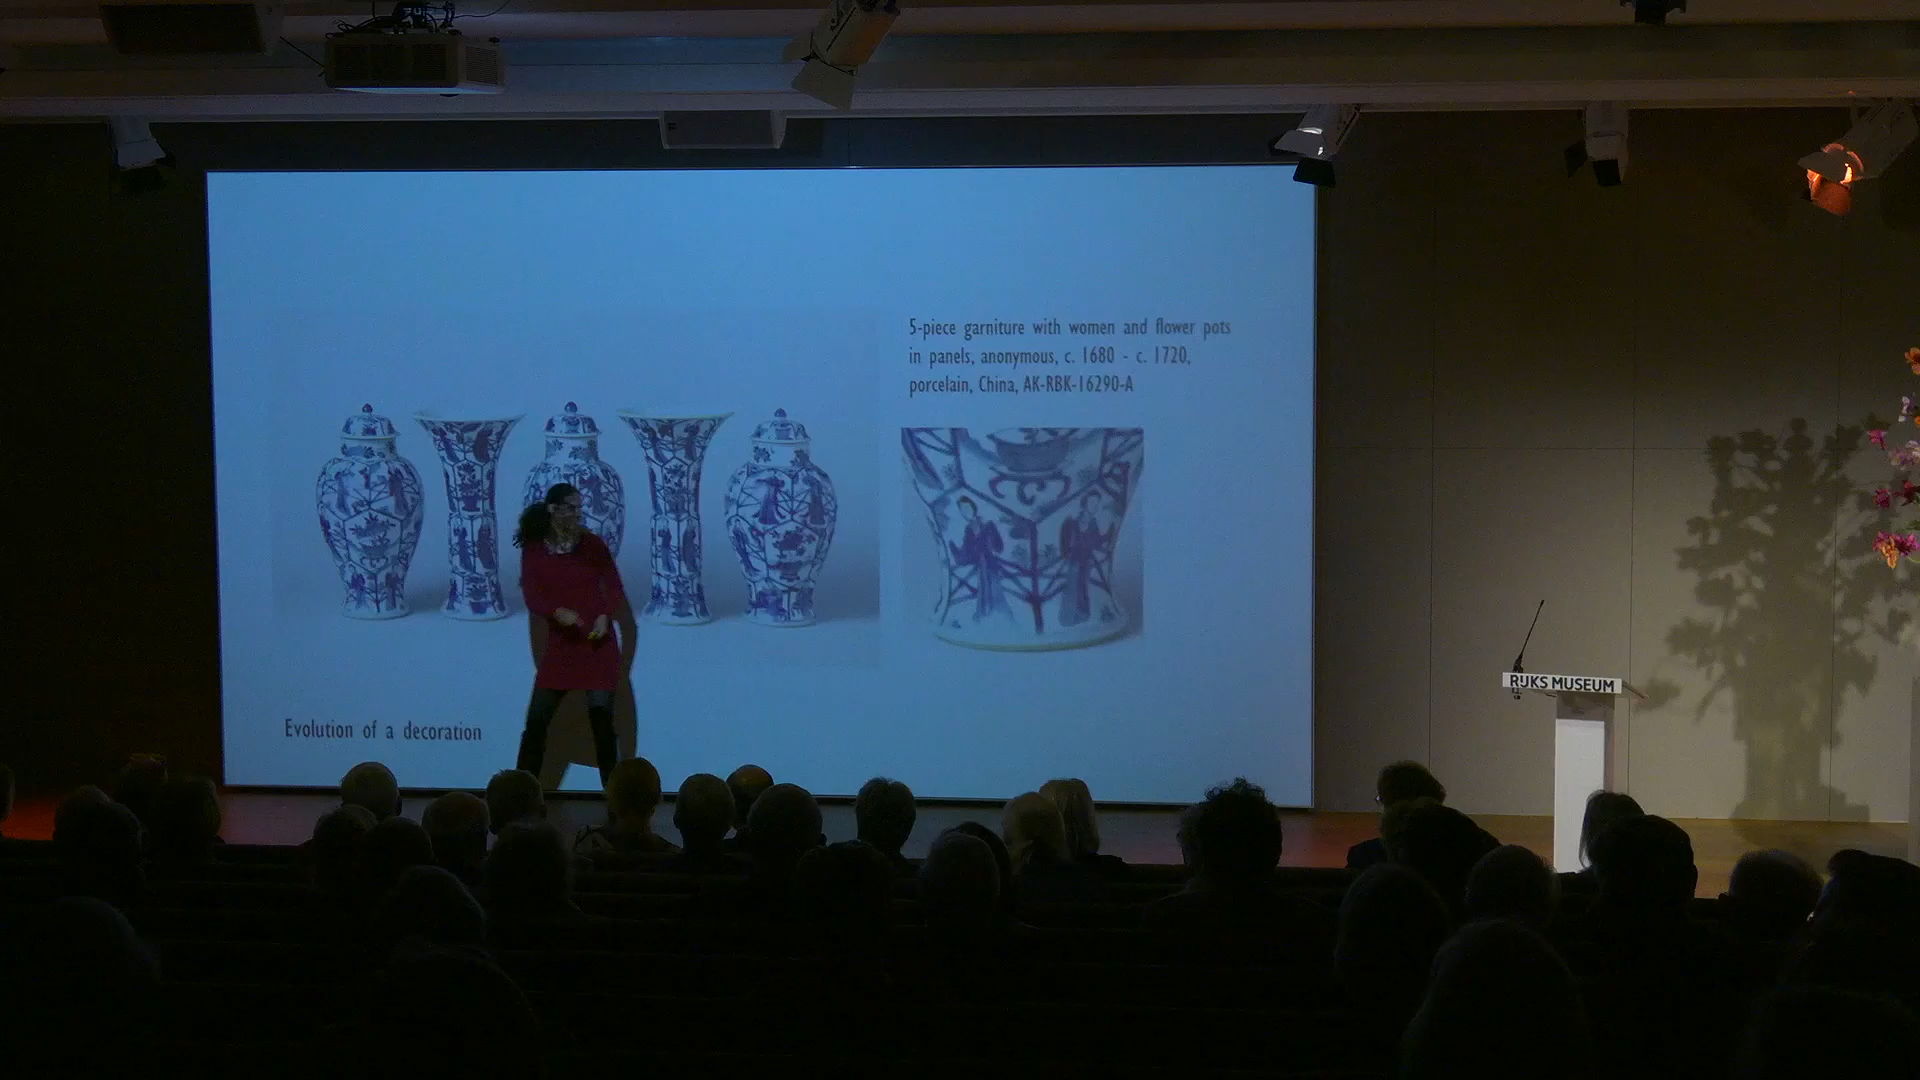 5-piece garniture with women and flower pots
in panels, anonymous, c. 1680 - c. 1720,
porcelain, China, AK-RBK-16290-A
Evolution of a decoration
RIJKS MUSEUM